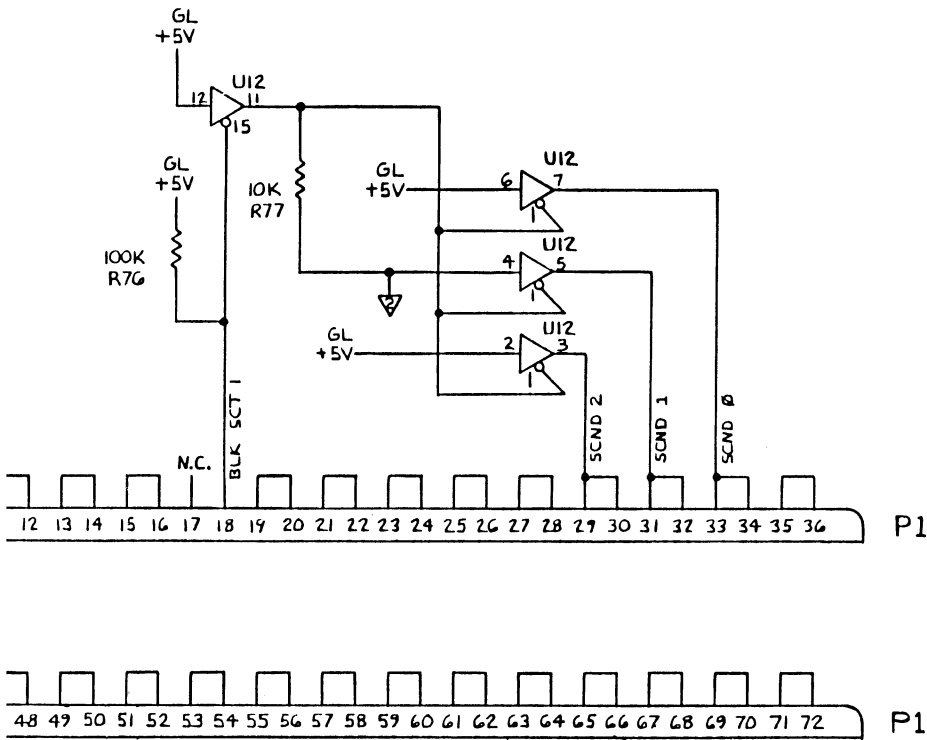 GL
+5V
U12
12
11
15
GL
+5V
10K
R77
100K
R76
GL
+5V
U12
6
7
1
U12
4
5
1
2
GL
+5V
U12
2
3
1
BLK SCT 1
SCND 2
SCND 1
SCND Ø
N.C.
12 13 14 15 16 17 18 19 20 21 22 23 24 25 26 27 28 29 30 31 32 33 34 35 36
P1
48 49 50 51 52 53 54 55 56 57 58 59 60 61 62 63 64 65 66 67 68 69 70 71 72
P1